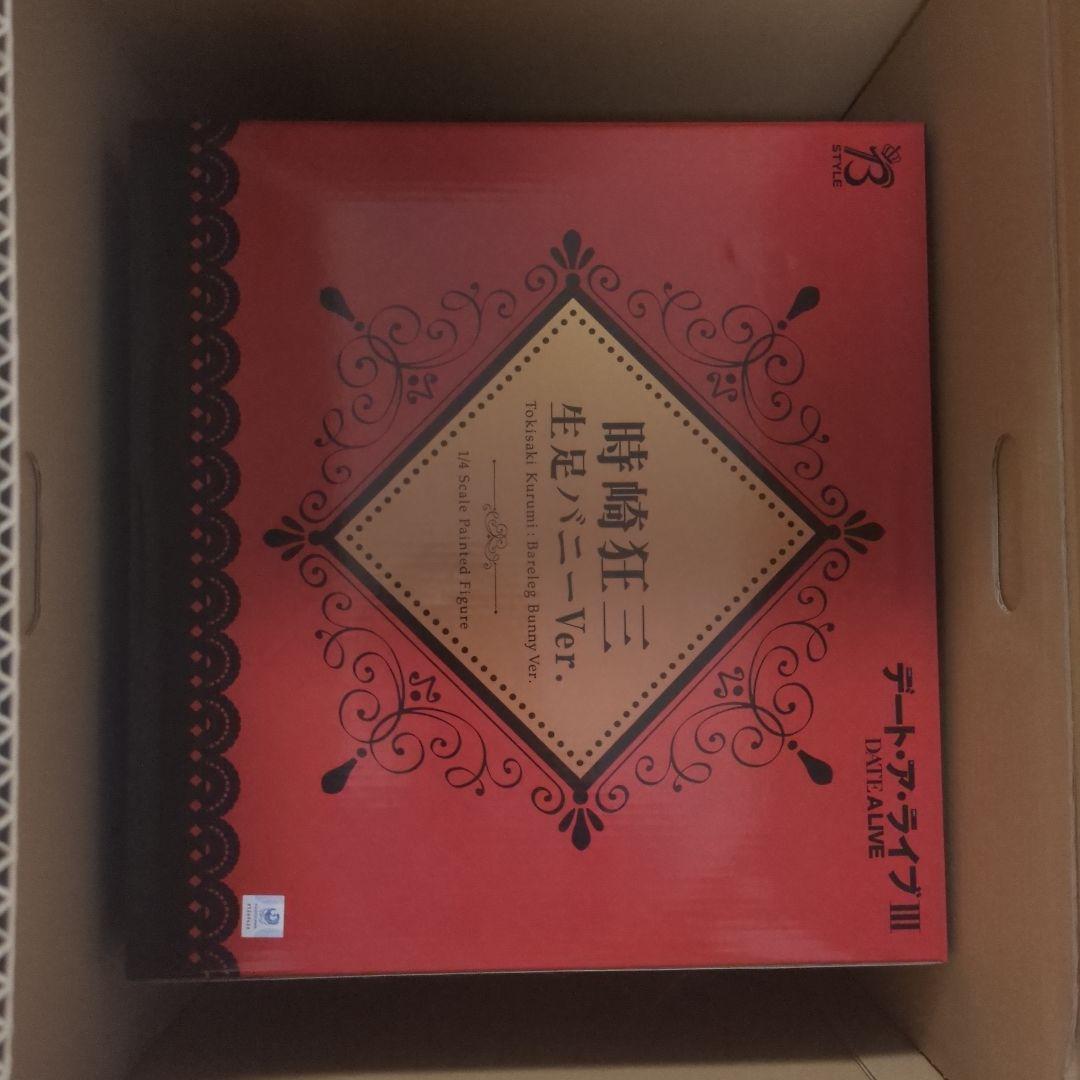 B
STYLE
時崎狂三
生足バニーVer.
Tokisaki Kurumi : Bareleg Bunny Ver.
1/4 Scale Painted Figure
デート・ア・ライブIII
DATE A LIVE